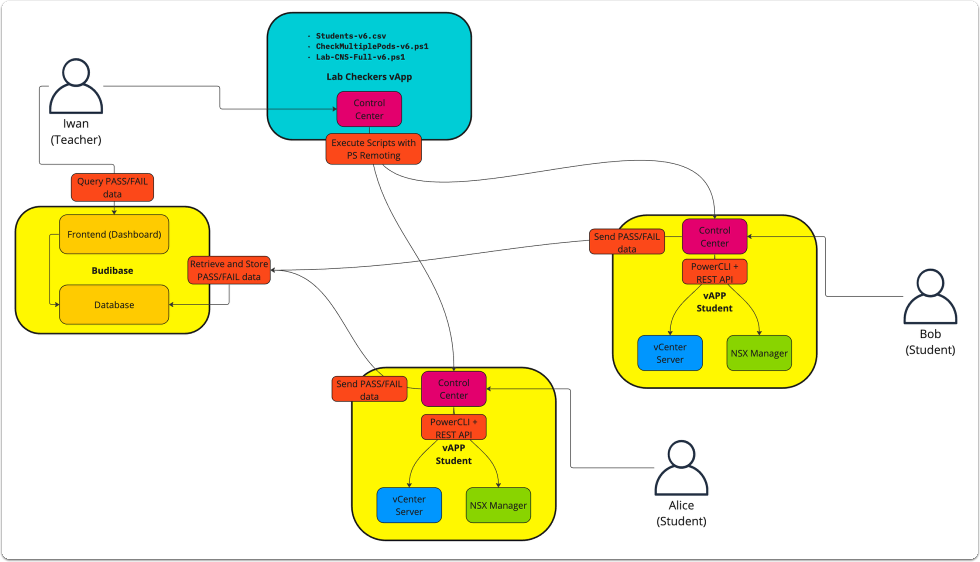 • Students-v6.csv
• CheckMultiplePods-v6.ps1
• Lab-CNS-Full-v6.ps1
Lab Checkers vApp
Control
Center
Execute Scripts with
PS Remoting
Iwan
(Teacher)
Query PASS/FAIL
data
Frontend (Dashboard)
Budibase
Database
Retrieve and Store
PASS/FAIL data
Send PASS/FAIL
data
Control
Center
PowerCLI +
REST API
vAPP
Student
vCenter
Server
NSX Manager
Bob
(Student)
Send PASS/FAIL
data
Control
Center
PowerCLI +
REST API
vAPP
Student
vCenter
Server
NSX Manager
Alice
(Student)